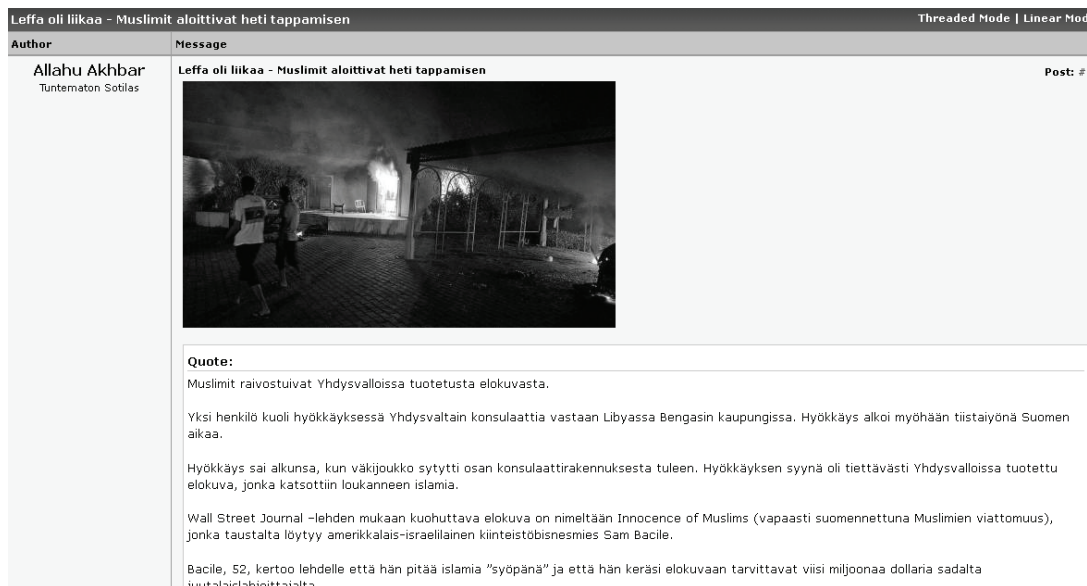 Leffa oli liikaa - Muslimit aloittivat heti tappamisen
Threaded Mode | Linear
Author
Message
Allahu Akhbar
Tuntematon Sotilas
Leffa oli liikaa - Muslimit aloittivat heti tappamisen
Post: #
Quote:
Muslimit raivostuivat Yhdysvalloissa tuotetusta elokuvasta.
Yksi henkilö kuoli hyökkäyksessä Yhdysvaltain konsulaattia vastaan Libyassa Bengasin kaupungissa. Hyökkäys alkoi myöhään tiistaiyönä Suomen
aikaa.
Hyökkäys sai alkunsa, kun väkijoukko sytytti osan konsulaattirakennuksesta tuleen. Hyökkäyksen syynä oli tiettävästi Yhdysvalloissa tuotettu
elokuva, jonka katsottiin loukanneen islamia.
Wall Street Journal –lehden mukaan kuohuttava elokuva on nimeltään Innocence of Muslims (vapaasti suomennettuna Muslimien viattomuus),
jonka taustalta löytyy amerikkalais-israelilainen kiinteistöbisnesmies Sam Bacile.
Bacile, 52, kertoo lehdelle että hän pitää islamia ”syöpänä” ja että hän keräsi elokuvaan tarvittavat viisi miljoonaa dollaria sadalta